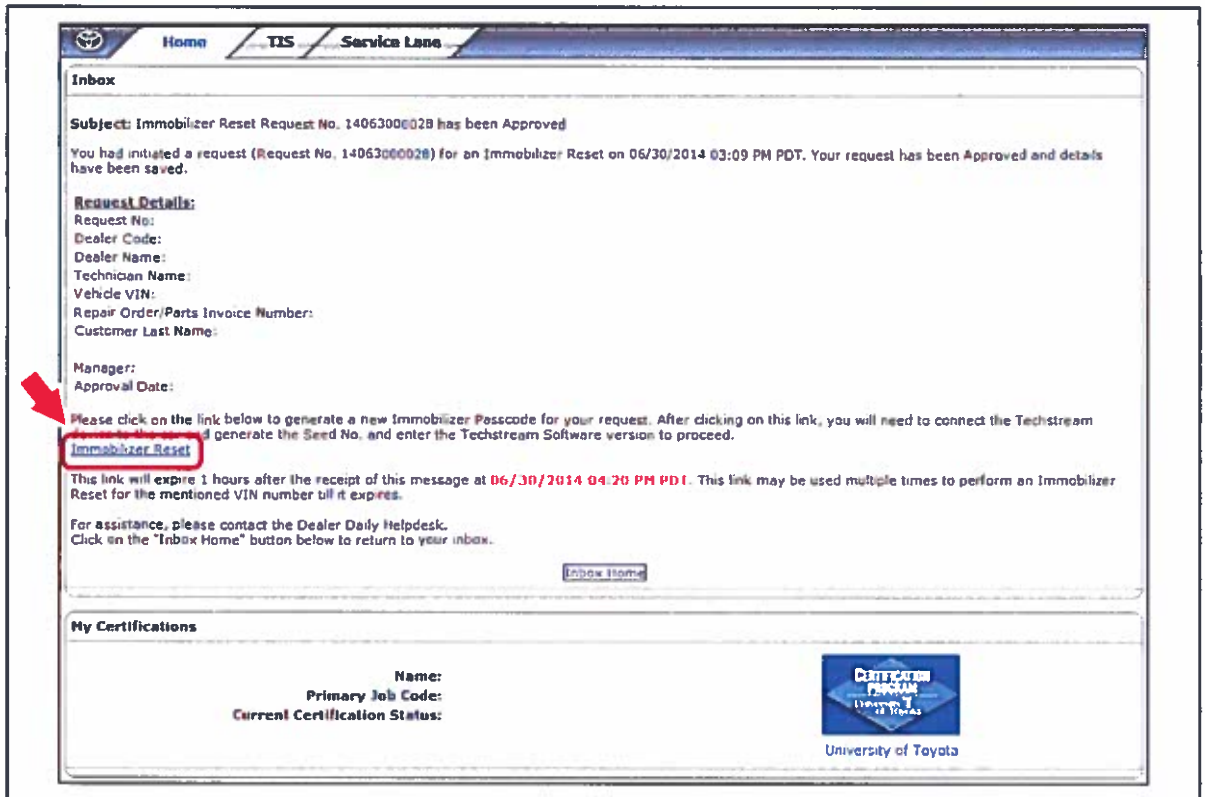 Home TIS Service Lane
Inbox
Subject: Immobilizer Reset Request No. 14063000028 has been Approved
You had initiated a request (Request No. 14063000028) for an Immobilizer Reset on 06/30/2014 03:09 PM PDT. Your request has been Approved and details
have been saved.
Request Details:
Request No:
Dealer Code:
Dealer Name:
Technician Name:
Vehicle VIN:
Repair Order/Parts Invoice Number:
Customer Last Name:
Manager:
Approval Date:
Please click on the link below to generate a new Immobilizer Passcode for your request. After clicking on this link, you will need to connect the Techstream
generate the Seed No. and enter the Techstream Software version to proceed.
Immobilizer Reset
This link will expire 1 hours after the receipt of this message at 06/30/2014 04:20 PM PDT. This link may be used multiple times to perform an Immobilizer
Reset for the mentioned VIN number till it expires.
For assistance, please contact the Dealer Daily Helpdesk.
Click on the "Inbox Home" button below to return to your inbox.
Inbox Home
My Certifications
Name:
Primary Job Code:
Current Certification Status:
CERTIFICATION
PROGRAM
University
of Toyota
University of Toyota